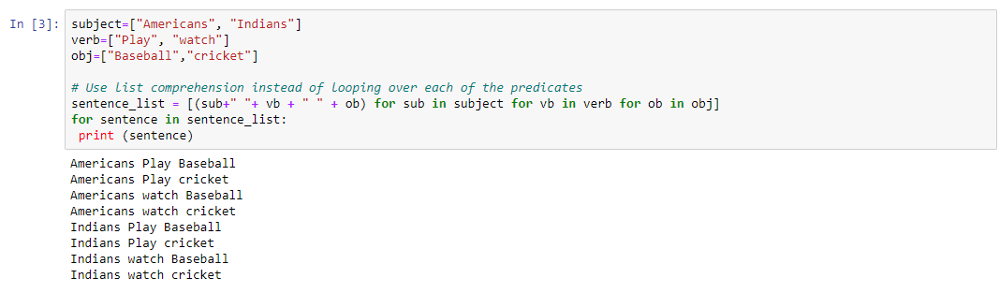 In [3]: subject=["Americans", "Indians"]
verb=["Play", "watch"]
obj=["Baseball","cricket"]
# Use list comprehension instead of looping over each of the predicates
sentence_list = [(sub+" "+ vb + " " + ob) for sub in subject for vb in verb for ob in obj]
for sentence in sentence_list:
 print (sentence)
Americans Play Baseball
Americans Play cricket
Americans watch Baseball
Americans watch cricket
Indians Play Baseball
Indians Play cricket
Indians watch Baseball
Indians watch cricket